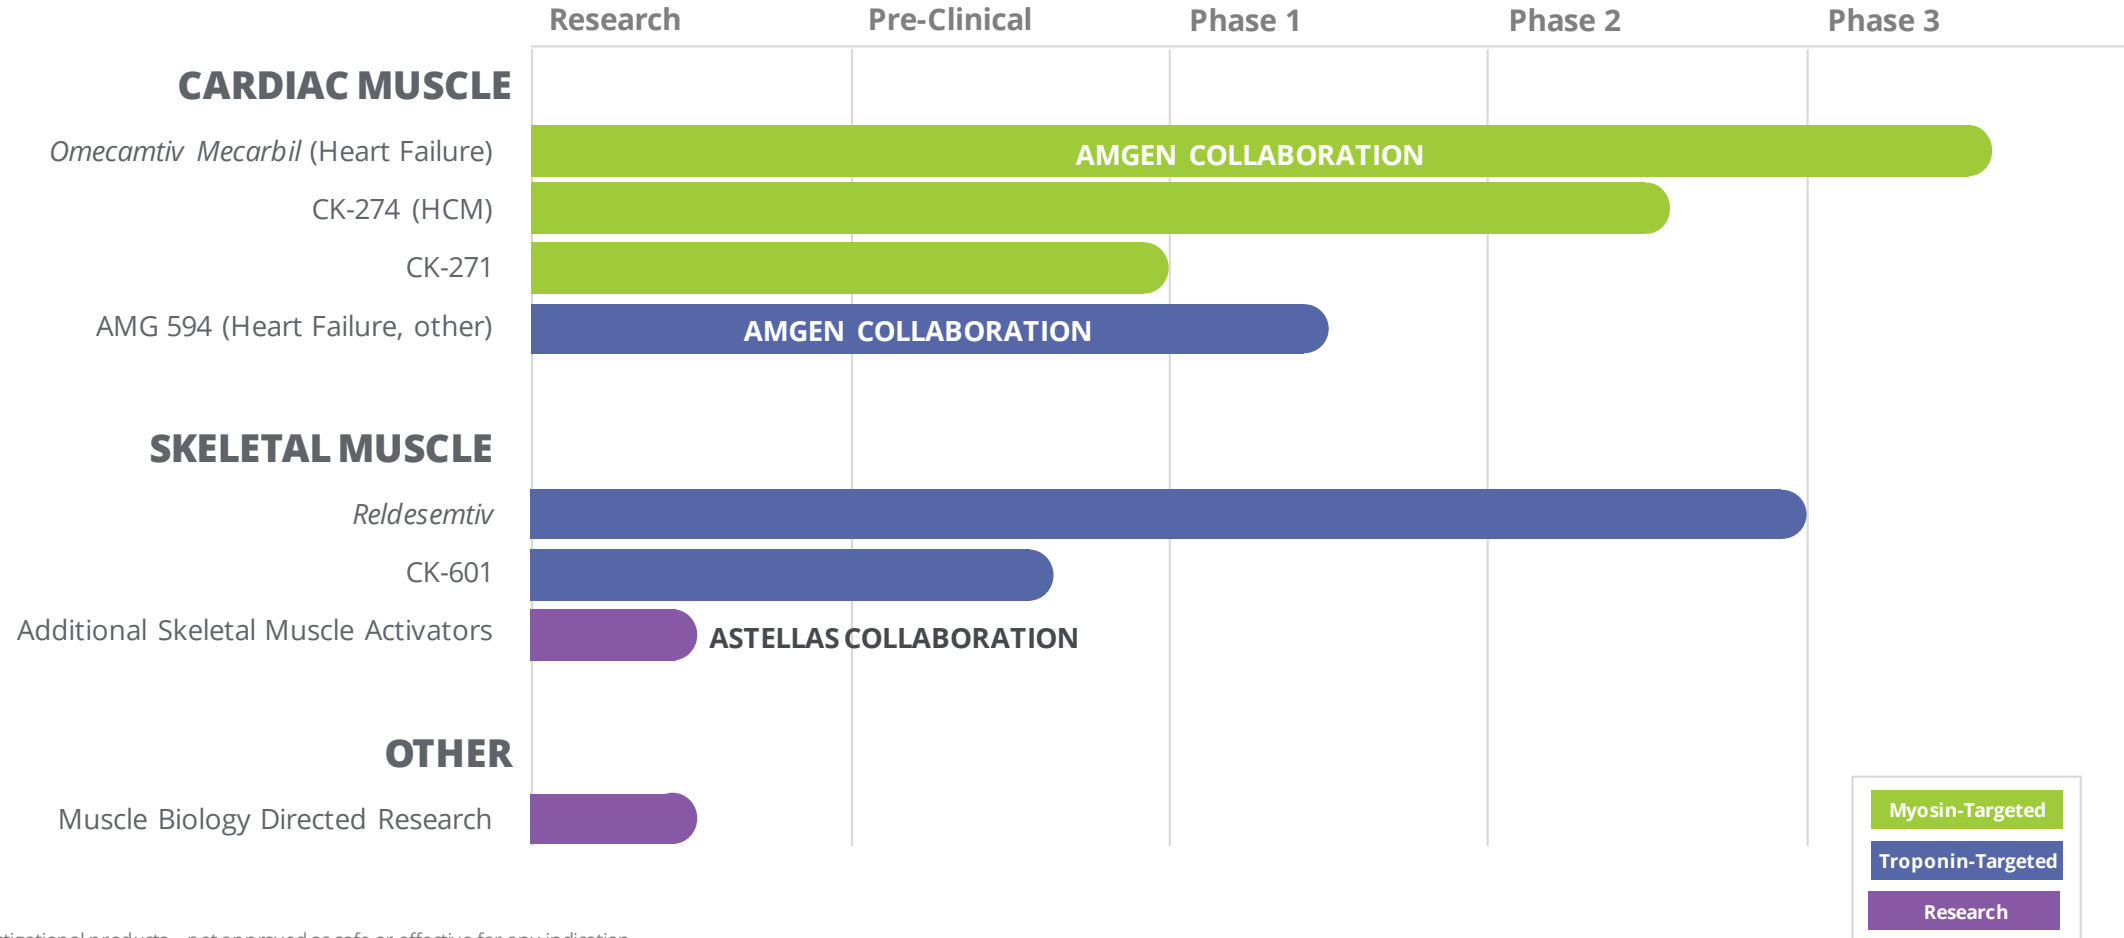 Research Pre-Clinical Phase 1 Phase 2 Phase 3
CARDIAC MUSCLE
Omecamtiv Mecarbil (Heart Failure) AMGEN COLLABORATION
CK-274 (HCM)
CK-271
AMG 594 (Heart Failure, other) AMGEN COLLABORATION
SKELETAL MUSCLE
Reldesemtiv
CK-601
Additional Skeletal Muscle Activators ASTELLAS COLLABORATION
OTHER
Muscle Biology Directed Research
Myosin-Targeted
Troponin-Targeted
Research